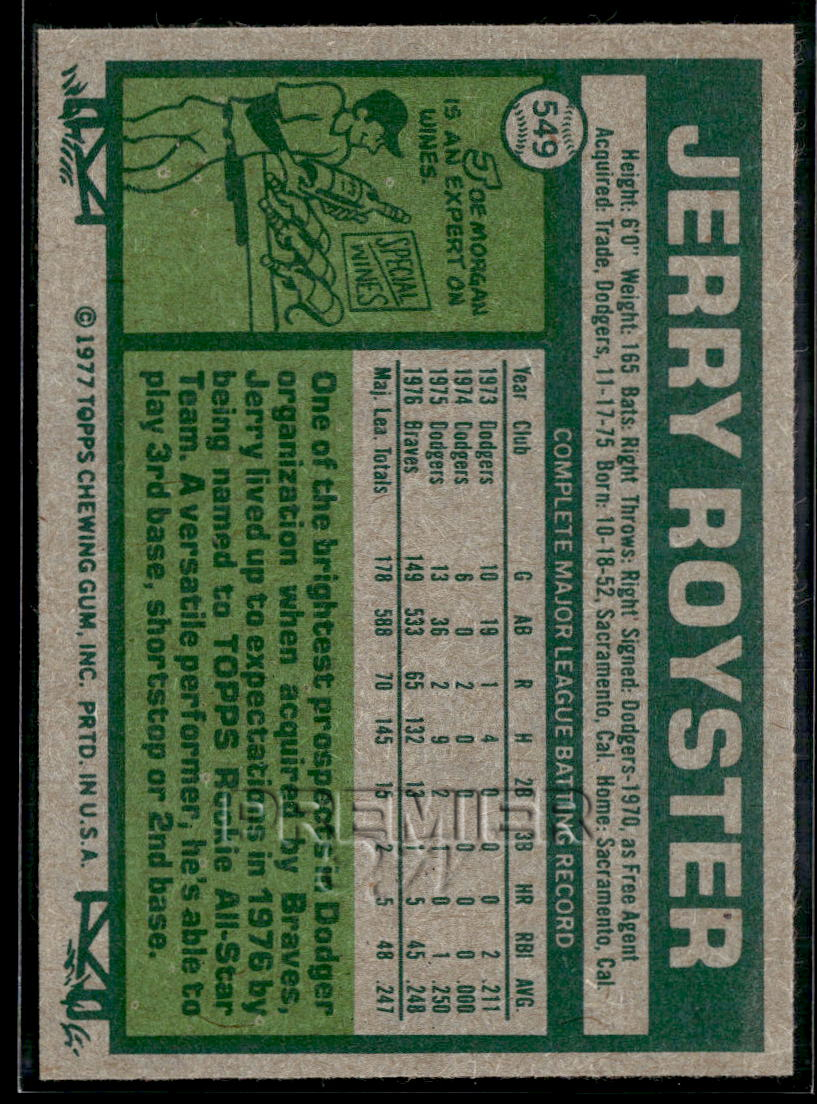 JERRY ROYSTER
549
Height: 6'0" Weight: 165 Bats: Right Throws: Right Signed: Dodgers-1970, as Free Agent
Acquired: Trade, Dodgers, 11-17-75 Born: 10-18-52, Sacramento, Cal. Home: Sacramento, Cal.
COMPLETE MAJOR LEAGUE BATTING RECORD
Year Club G AB R H 2B 3B HR RBI AVG.
1973 Dodgers 10 19 1 4 0 0 0 2 .211
1974 Dodgers 6 0 2 0 0 0 0 0 .000
1975 Dodgers 13 36 2 9 2 1 0 1 .250
1976 Braves 149 533 65 132 13 1 5 45 .248
Maj. Lea. Totals 178 588 70 145 15 2 5 48 .247
JOE MORGAN
IS AN EXPERT ON
WINES.
SPECIAL
WINES
One of the brightest prospects in Dodger
organization when acquired by Braves,
Jerry lived up to expectations in 1976 by
being named to TOPPS Rookie All-Star
Team. A versatile performer, he's able to
play 3rd base, shortstop or 2nd base.
© 1977 TOPPS CHEWING GUM, INC. PRTD. IN U.S.A.
PREMIER